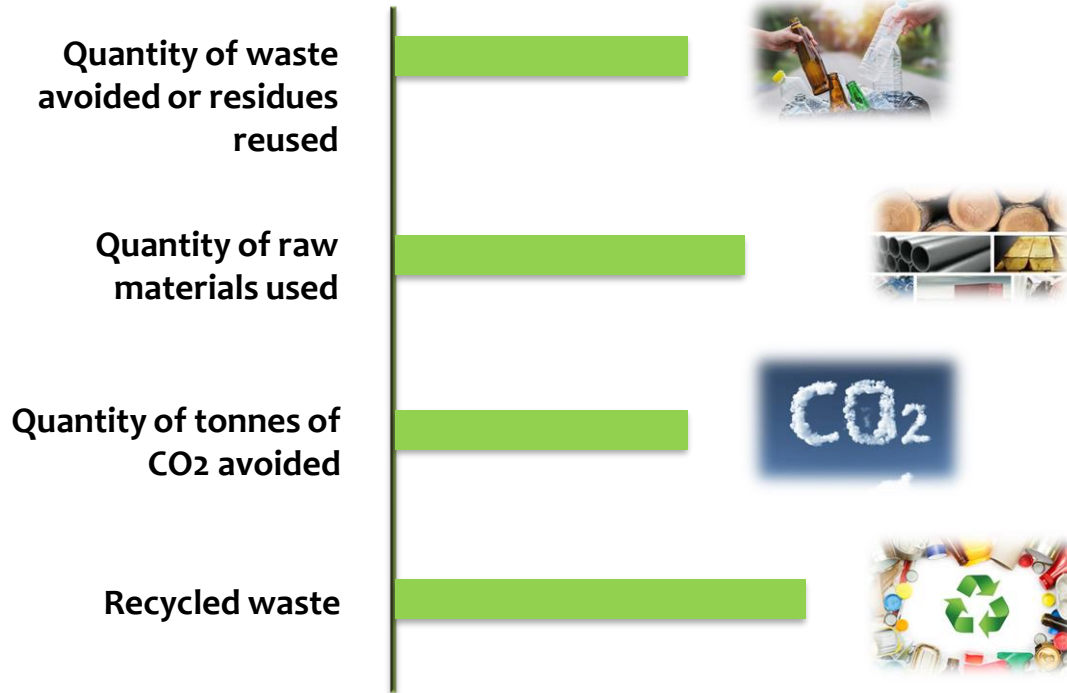 Quantity of waste
avoided or residues
reused
Quantity of raw
materials used
Quantity of tonnes of
CO2 avoided
CO2
Recycled waste